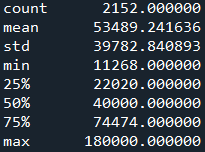 count 2152.000000
mean 53489.241636
std 39782.840893
min 11268.000000
25% 22020.000000
50% 40000.000000
75% 74474.000000
max 180000.000000